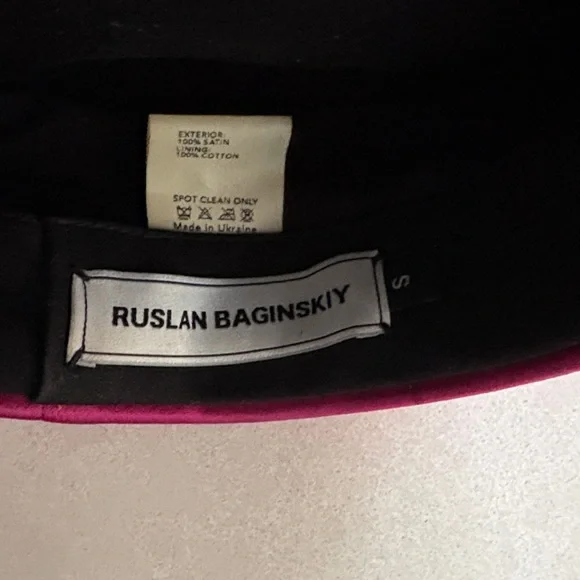 EXTERIOR:
100% SATIN
LINING:
100% COTTON
SPOT CLEAN ONLY
Made in Ukraine
RUSLAN BAGINSKIY
S